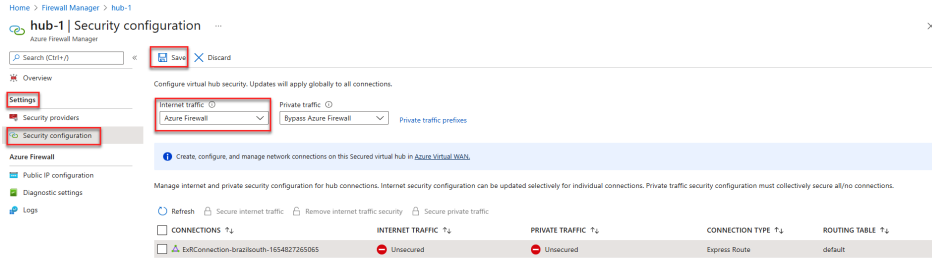 Home > Firewall Manager > hub-1
hub-1 | Security configuration ...
Azure Firewall Manager
Search (Ctrl+/)
«
Save
Discard
Overview
Settings
Security providers
Security configuration
Azure Firewall
Public IP configuration
Diagnostic settings
Logs
Configure virtual hub security. Updates will apply globally to all connections.
Internet traffic
Private traffic
Azure Firewall
Bypass Azure Firewall
Private traffic prefixes
Create, configure, and manage network connections on this Secured virtual hub in Azure Virtual WAN.
Manage internet and private security configuration for hub connections. Internet security configuration can be updated selectively for individual connections. Private traffic security configuration must collectively secure all/no connections.
Refresh Secure internet traffic Remove internet traffic security Secure private traffic
CONNECTIONS ↑↓ INTERNET TRAFFIC ↑↓ PRIVATE TRAFFIC ↑↓ CONNECTION TYPE ↑↓ ROUTING TABLE ↑↓
ExRConnection-brazilsouth-1654827265065 Unsecured Unsecured Express Route default